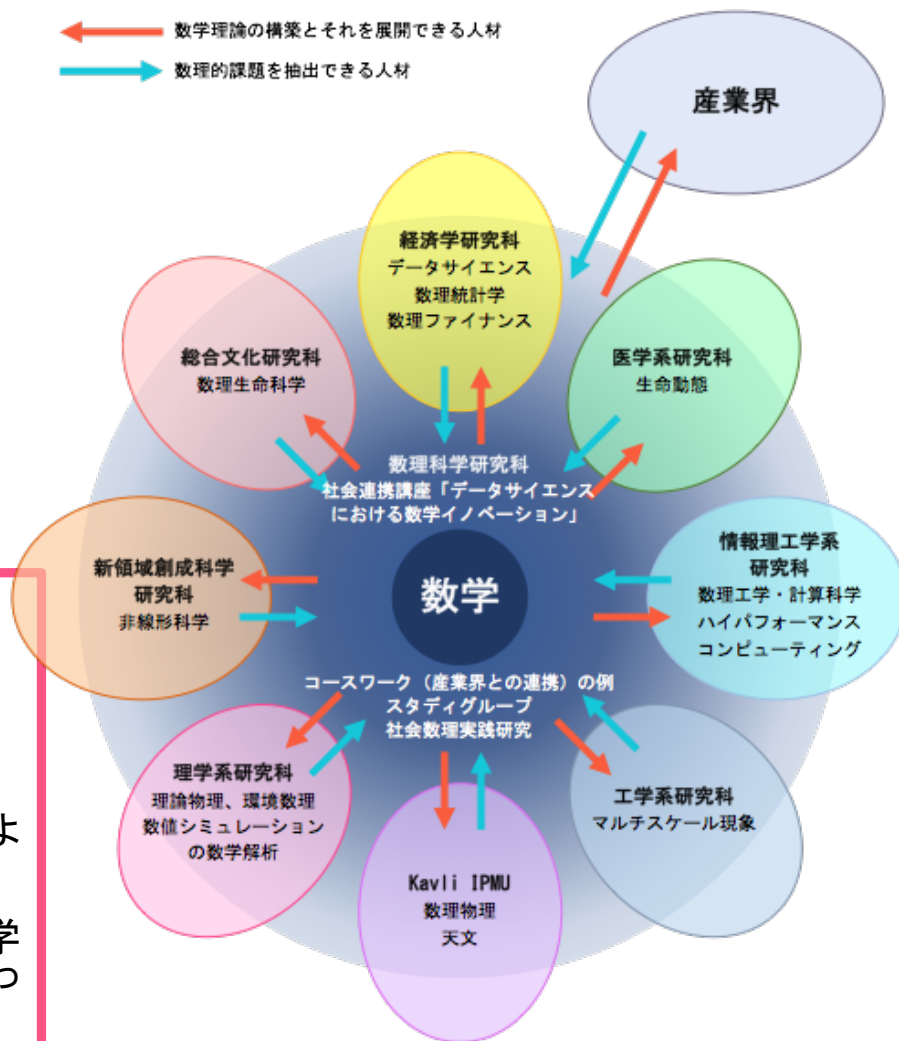 数学理論の構築とそれを展開できる人材
数理的課題を抽出できる人材
産業界
経済学研究科
データサイエンス
数理統計学
数理ファイナンス
総合文化研究科
数理生命科学
医学系研究科
生命動態
数理科学研究科
社会連携講座「データサイエンス
における数学イノベーション」
新領域創成科学
研究科
非線形科学
数学
情報理工学系
研究科
数理工学・計算科学
ハイパフォーマンス
コンピューティング
コースワーク（産業界との連携）の例
スタディグループ
社会数理実践研究
理学系研究科
理論物理、環境数理
数値シミュレーション
の数学解析
工学系研究科
マルチスケール現象
Kavli IPMU
数理物理
天文
よ
学
つ